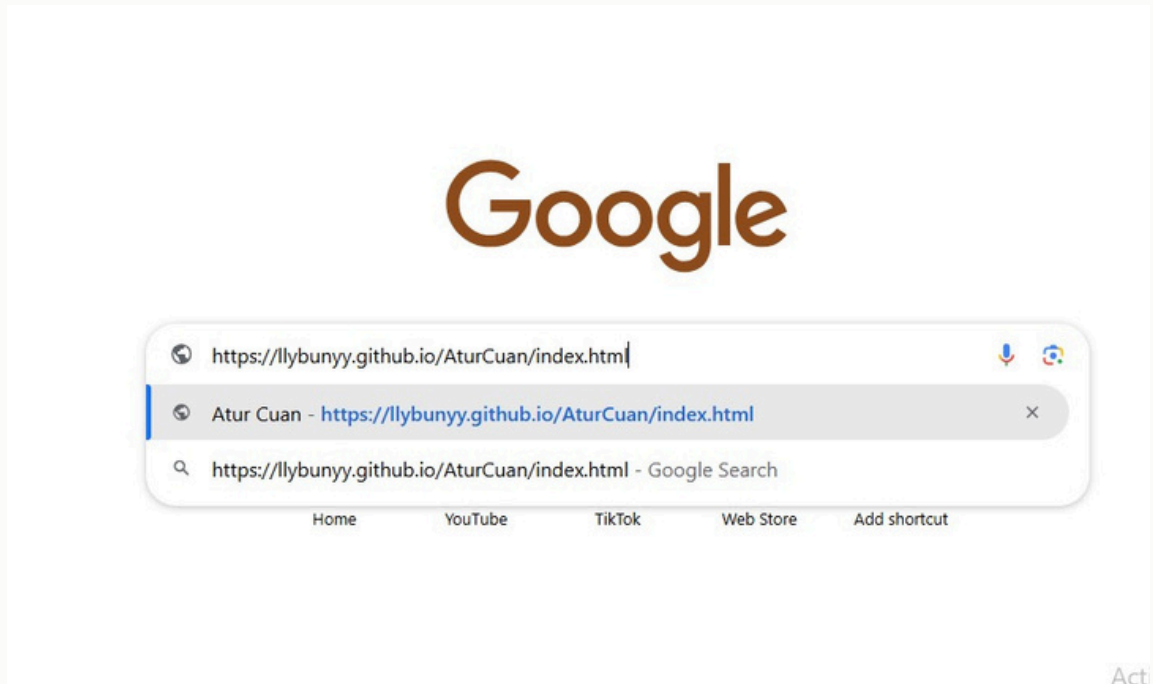 Google
https://llybunyy.github.io/AturCuan/index.html
Atur Cuan - https://llybunyy.github.io/AturCuan/index.html
https://llybunyy.github.io/AturCuan/index.html - Google Search
Home YouTube TikTok Web Store Add shortcut
Acti